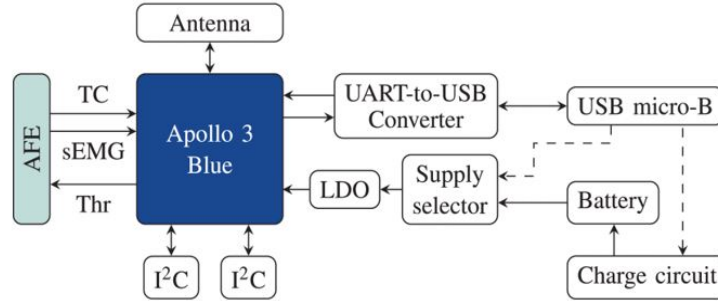 Antenna
AFE
TC
sEMG
Thr
Apollo 3
Blue
UART-to-USB
Converter
USB micro-B
LDO
Supply
selector
Battery
I²C
I²C
Charge circuit